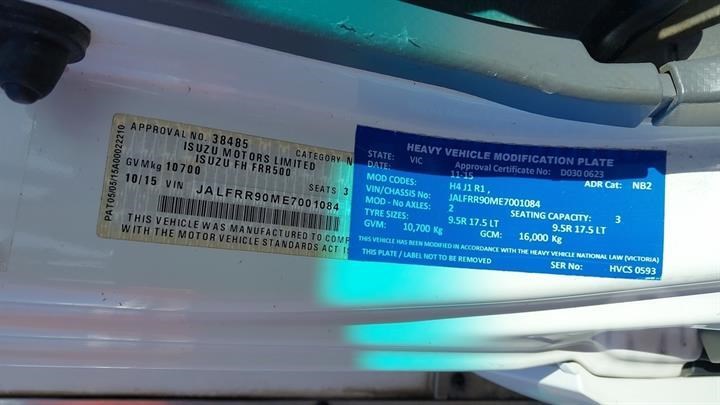 PAT05/05/15A00022210
APPROVAL NO. 38485
ISUZU MOTORS LIMITED
CATEGORY N
ISUZU FH FRR500
GVMkg 10700
SEATS 3
10/15 VIN JALFRR90ME7001084
THIS VEHICLE WAS MANUFACTURED TO COMP
WITH THE MOTOR VEHICLE STANDARDS ACT 1
HEAVY VEHICLE MODIFICATION PLATE
STATE: VIC Approval Certificate No: D030 0623
DATE: 11-15 ADR Cat: NB2
MOD CODES: H4 J1 R1 ,
VIN/CHASSIS No: JALFRR90ME7001084
MOD - No AXLES: 2 SEATING CAPACITY: 3
TYRE SIZES: 9.5R 17.5 LT 9.5R 17.5 LT
GVM: 10,700 Kg GCM: 16,000 Kg
THIS VEHICLE HAS BEEN MODIFIED IN ACCORDANCE WITH THE HEAVY VEHICLE NATIONAL LAW (VICTORIA)
THIS PLATE / LABEL NOT TO BE REMOVED SER No: HVCS 0593